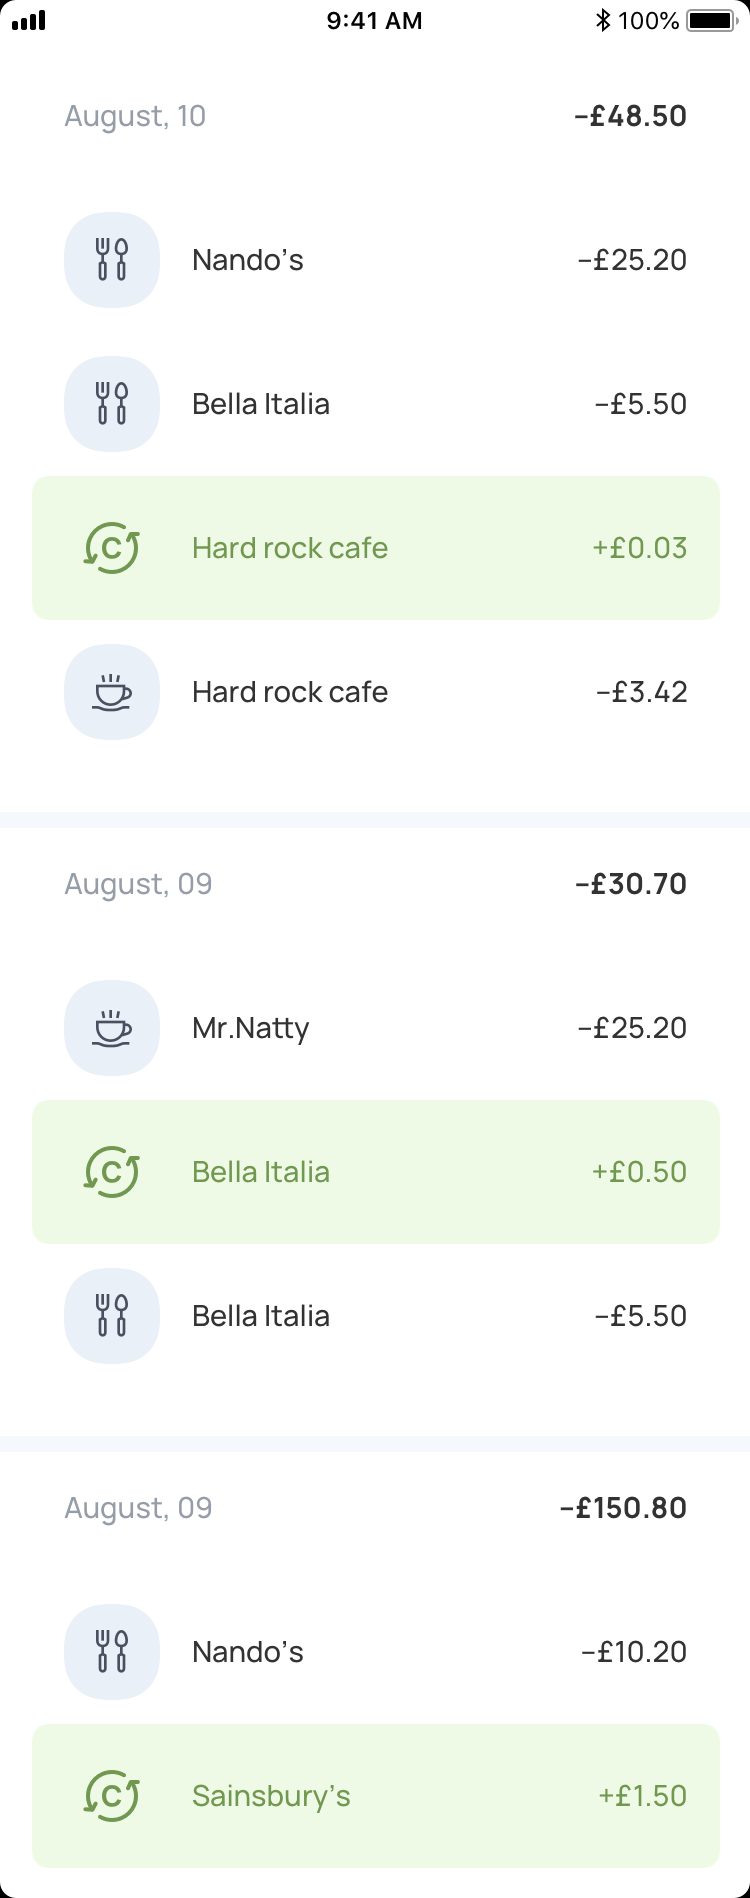 9:41 AM 100%
August, 10 –£48.50
Nando’s –£25.20
Bella Italia –£5.50
C Hard rock cafe +£0.03
Hard rock cafe –£3.42
August, 09 –£30.70
Mr.Natty –£25.20
C Bella Italia +£0.50
Bella Italia –£5.50
August, 09 –£150.80
Nando’s –£10.20
C Sainsbury’s +£1.50